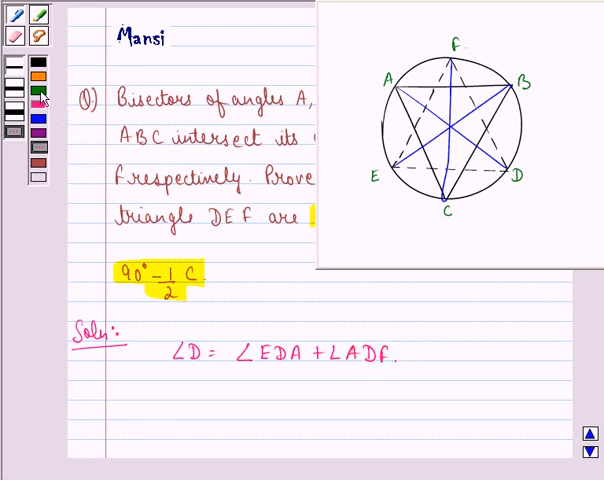 Mansi
Q.) Bisectors of angles A,
ABC intersect its
F respectively. Prove
triangle DEF are
90° - 1/2 C
Soln:
∠D = ∠EDA + ∠ADF.
F
A
B
E
D
C